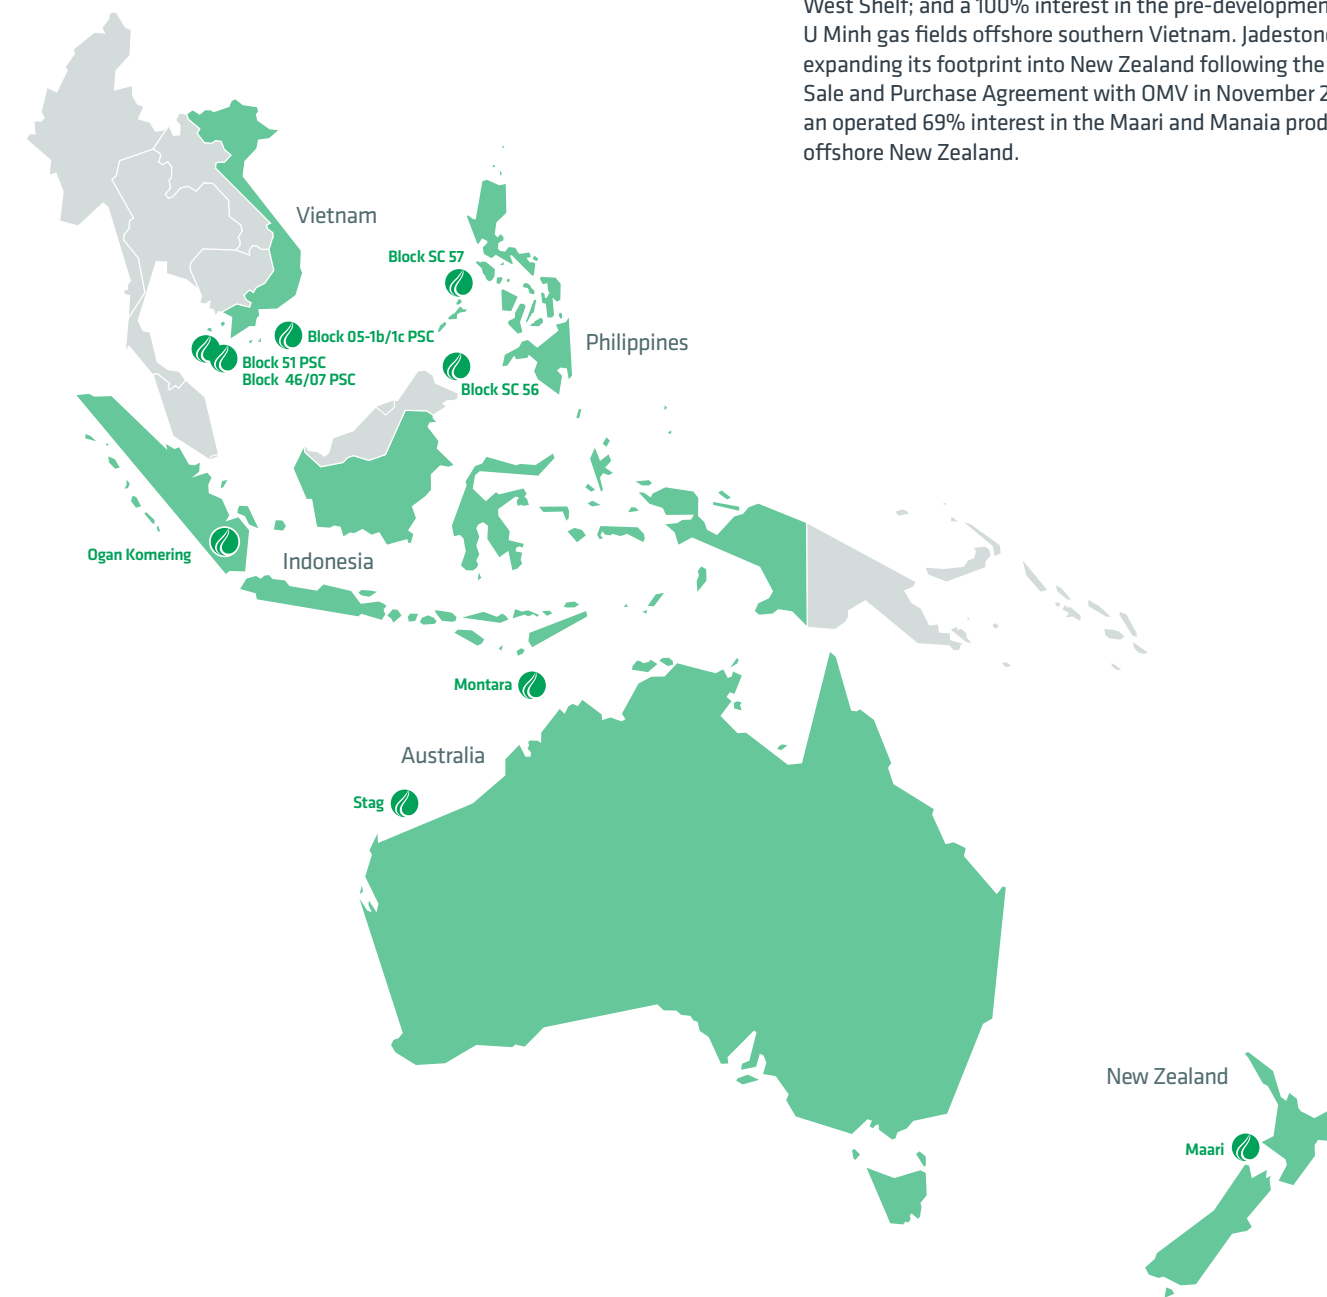 West Shelf; and a 100% interest in the pre-developmen
U Minh gas fields offshore southern Vietnam. Jadestone
expanding its footprint into New Zealand following the
Sale and Purchase Agreement with OMV in November 2
an operated 69% interest in the Maari and Manaia prod
offshore New Zealand.
Vietnam
Block SC 57
Block 05-1b/1c PSC
Philippines
Block 51 PSC
Block 46/07 PSC
Block SC 56
Ogan Komering
Indonesia
Montara
Australia
Stag
New Zealand
Maari